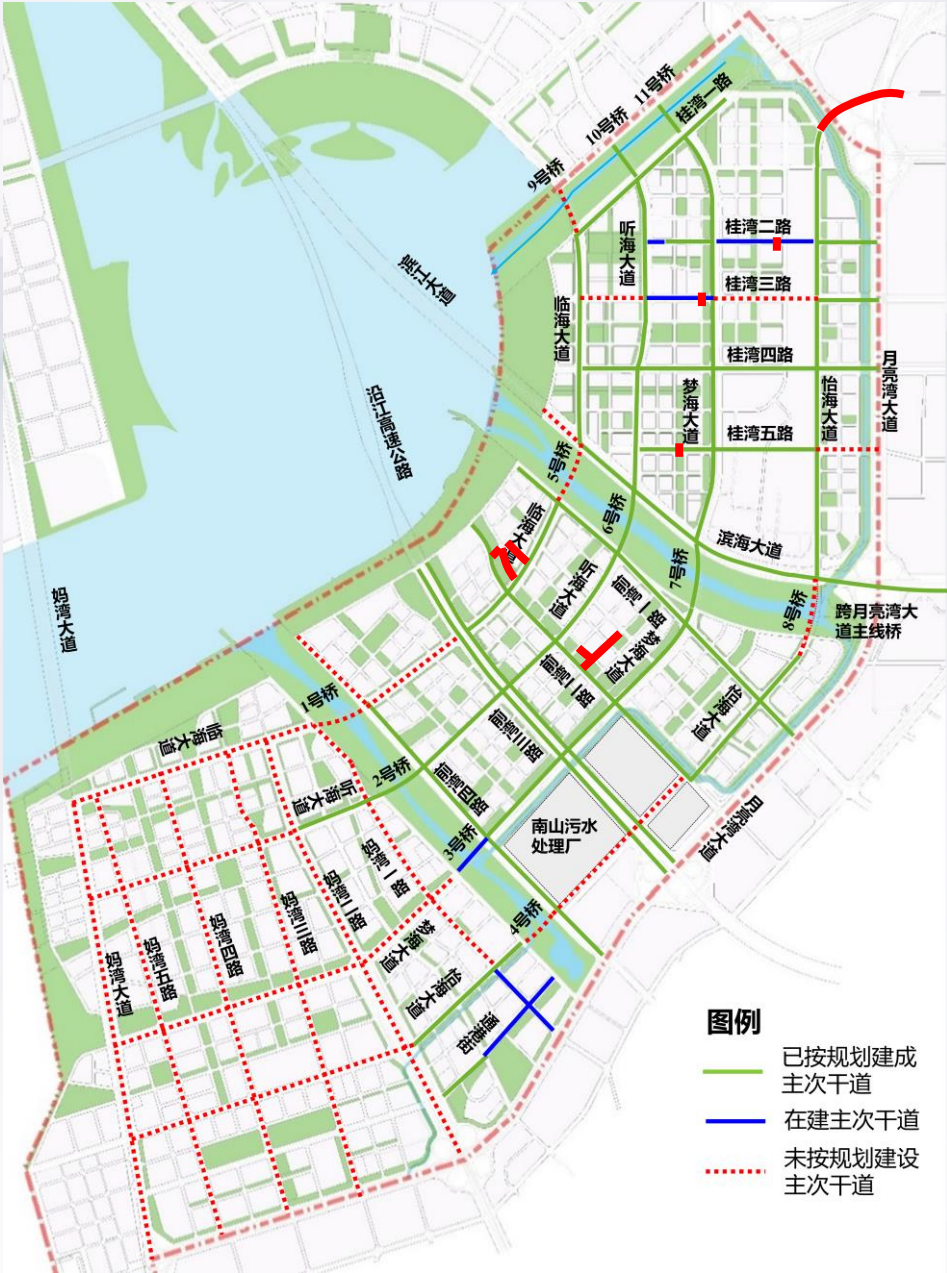 11号桥
桂湾一路
10号桥
9号桥
桂湾二路
听海大道
滨江大道
桂湾三路
临海大道
桂湾四路
月亮湾大道
沿江高速公路
梦海大道
怡海大道
桂湾五路
5号桥
6号桥
临海大道
滨海大道
7号桥
听海大道
前湾一路
8号桥
妈湾大道
跨月亮湾大
道主线桥
梦海大道
前湾二路
怡海大道
1号桥
临海大道
前湾三路
2号桥
听海大道
前湾四路
月亮湾大道
南山污水
处理厂
3号桥
妈湾一路
妈湾二路
妈湾三路
4号桥
妈湾四路
妈湾五路
妈湾大道
梦海大道
怡海大道
通港街
图例
已按规划建成
主次干道
在建主次干道
未按规划建设
主次干道